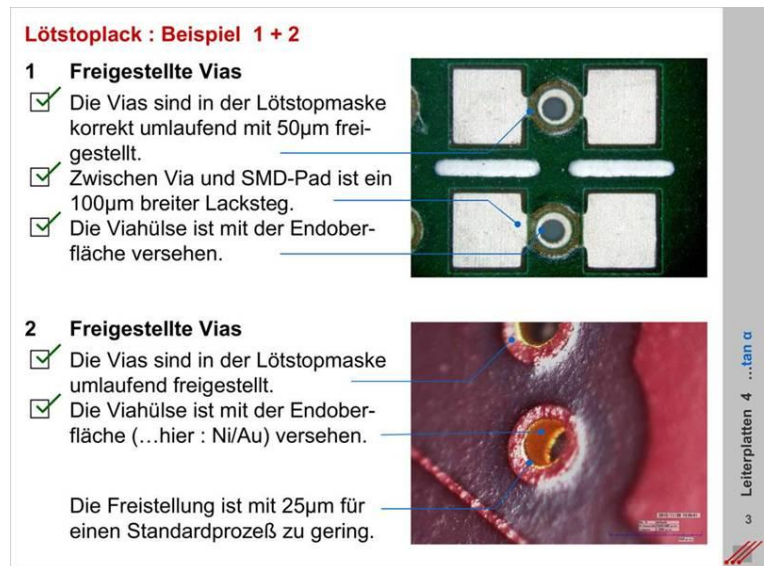 Lötstoplack : Beispiel 1 + 2
1 Freigestellte Vias
Die Vias sind in der Lötstopmaske
korrekt umlaufend mit 50µm frei-
gestellt.
Zwischen Via und SMD-Pad ist ein
100µm breiter Lacksteg.
Die Viahülse ist mit der Endober-
fläche versehen.
2 Freigestellte Vias
Die Vias sind in der Lötstopmaske
umlaufend freigestellt.
Die Viahülse ist mit der Endober-
fläche (…hier : Ni/Au) versehen.
Die Freistellung ist mit 25µm für
einen Standardprozeß zu gering.
Leiterplatten 4 …tan α
3